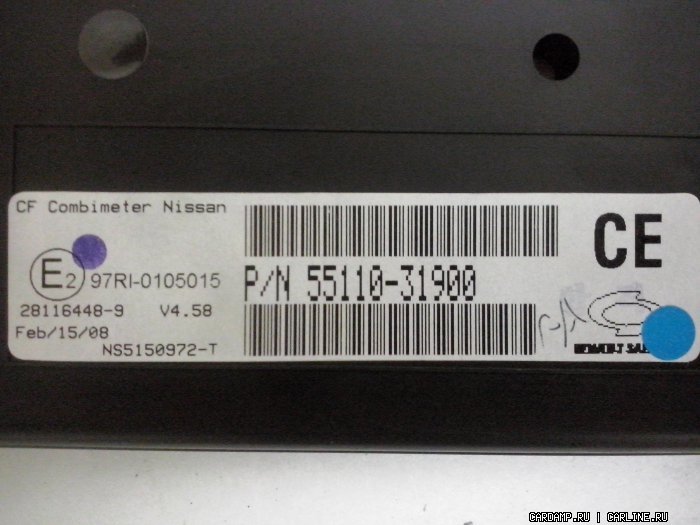 CF Combimeter Nissan
E2 97RI-0105015
28116448-9 V4.58
Feb/15/08
NS5150972-T
P/N 55110-31900
CE
CARDAMP.RU | CARLINE.RU